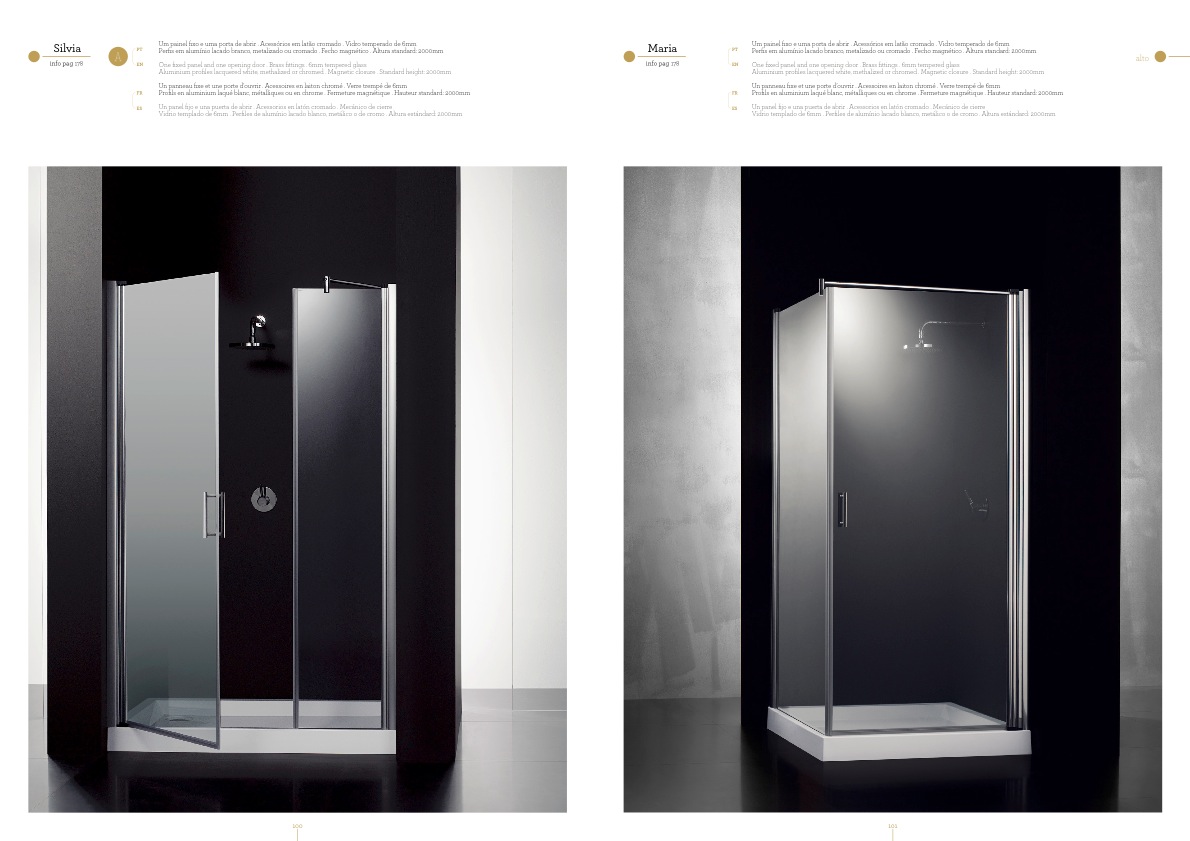 Silvia
info pag 178
A
PT
Um painel fixo e uma porta de abrir . Acessórios em latão cromado . Vidro temperado de 6mm
Perfis em alumínio lacado branco, metalizado ou cromado . Fecho magnético . Altura standard: 2000mm
EN
One fixed panel and one opening door . Brass fittings . 6mm tempered glass
Aluminium profiles lacquered white, methalized or chromed . Magnetic closure . Standard height: 2000mm
FR
Un panneau fixe et une porte d'ouvrir . Acessoires en laiton chromé . Verre trempé de 6mm
Profils en aluminium laqué blanc, métalliques ou en chrome . Fermeture magnétique . Hauteur standard: 2000mm
ES
Un panel fijo e una puerta de abrir . Acessorios en latón cromado . Mecánico de cierre
Vidrio templado de 6mm . Perfiles de alumínio lacado blanco, metálico o de cromo . Altura estándard: 2000mm
100
Maria
info pag 178
PT
Um painel fixo e uma porta de abrir . Acessórios em latão cromado . Vidro temperado de 6mm
Perfis em alumínio lacado branco, metalizado ou cromado . Fecho magnético . Altura standard: 2000mm
EN
One fixed panel and one opening door . Brass fittings . 6mm tempered glass
Aluminium profiles lacquered white, methalized or chromed . Magnetic closure . Standard height: 2000mm
FR
Un panneau fixe et une porte d'ouvrir . Acessoires en laiton chromé . Verre trempé de 6mm
Profils en aluminium laqué blanc, métalliques ou en chrome . Fermeture magnétique . Hauteur standard: 2000mm
ES
Un panel fijo e una puerta de abrir . Acessorios en latón cromado . Mecánico de cierre
Vidrio templado de 6mm . Perfiles de alumínio lacado blanco, metálico o de cromo . Altura estándard: 2000mm
alto
101